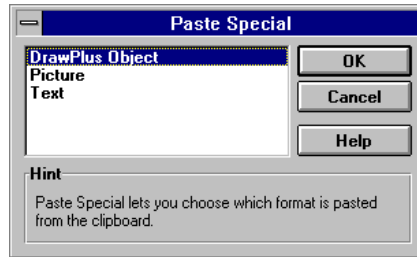 Paste Special
DrawPlus Object
Picture
Text
OK
Cancel
Help
Hint
Paste Special lets you choose which format is pasted
from the clipboard.